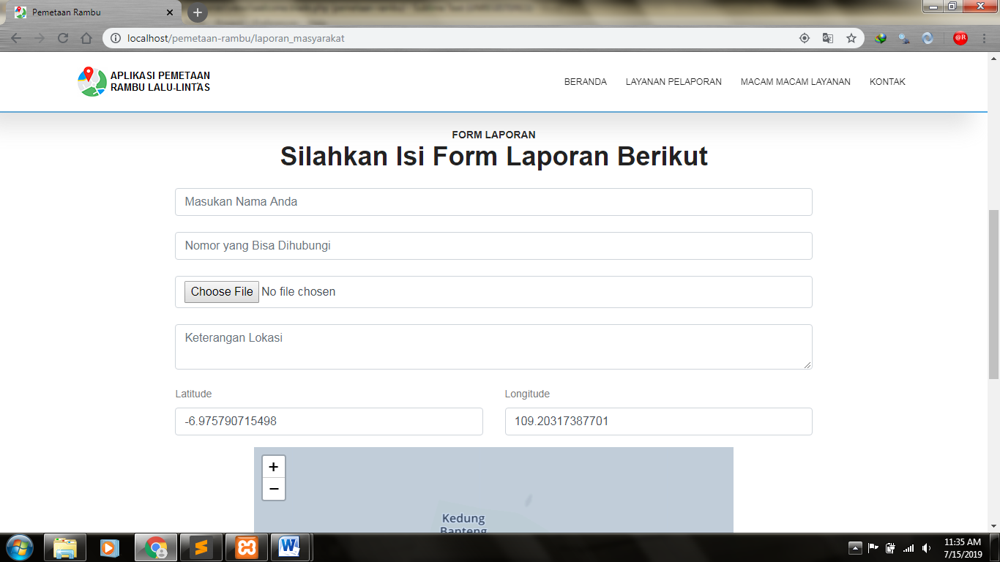 Pemetaan Rambu
localhost/pemetaan-rambu/laporan_masyarakat
@R
APLIKASI PEMETAAN
RAMBU LALU-LINTAS
BERANDA LAYANAN PELAPORAN MACAM MACAM LAYANAN KONTAK
FORM LAPORAN
Silahkan Isi Form Laporan Berikut
Masukan Nama Anda
Nomor yang Bisa Dihubungi
Choose File No file chosen
Keterangan Lokasi
Latitude Longitude
-6.975790715498 109.20317387701
+
−
Kedung
Banteng
11:35 AM
7/15/2019